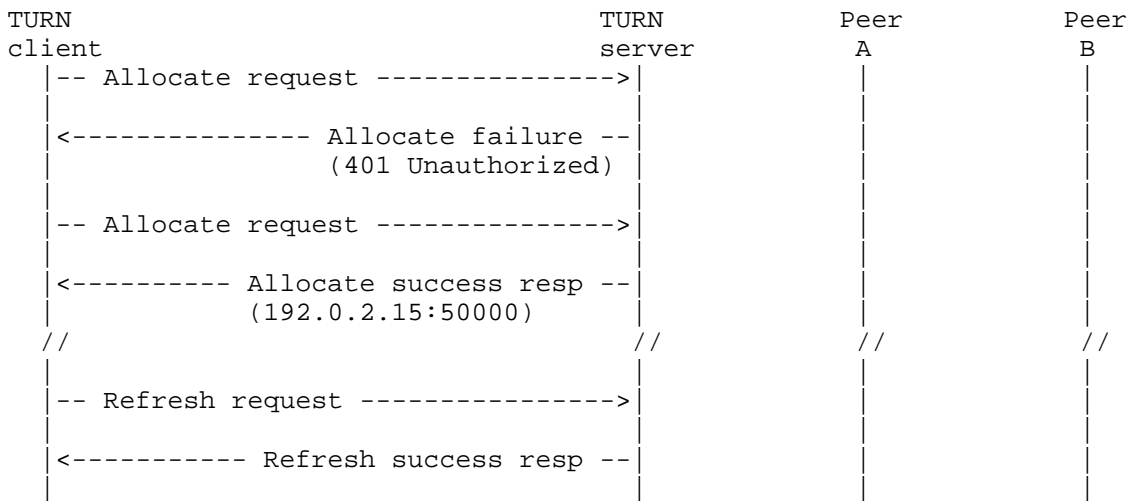 TURN                                 TURN           Peer          Peer
client                               server          A             B
  |-- Allocate request --------------->|             |             |
  |                                    |             |             |
  |<--------------- Allocate failure --|             |             |
  |                 (401 Unauthorized) |             |             |
  |                                    |             |             |
  |-- Allocate request --------------->|             |             |
  |                                    |             |             |
  |<---------- Allocate success resp --|             |             |
  |            (192.0.2.15:50000)      |             |             |
  //                                   //            //            //
  |                                    |             |             |
  |-- Refresh request ---------------->|             |             |
  |                                    |             |             |
  |<----------- Refresh success resp --|             |             |
  |                                    |             |             |